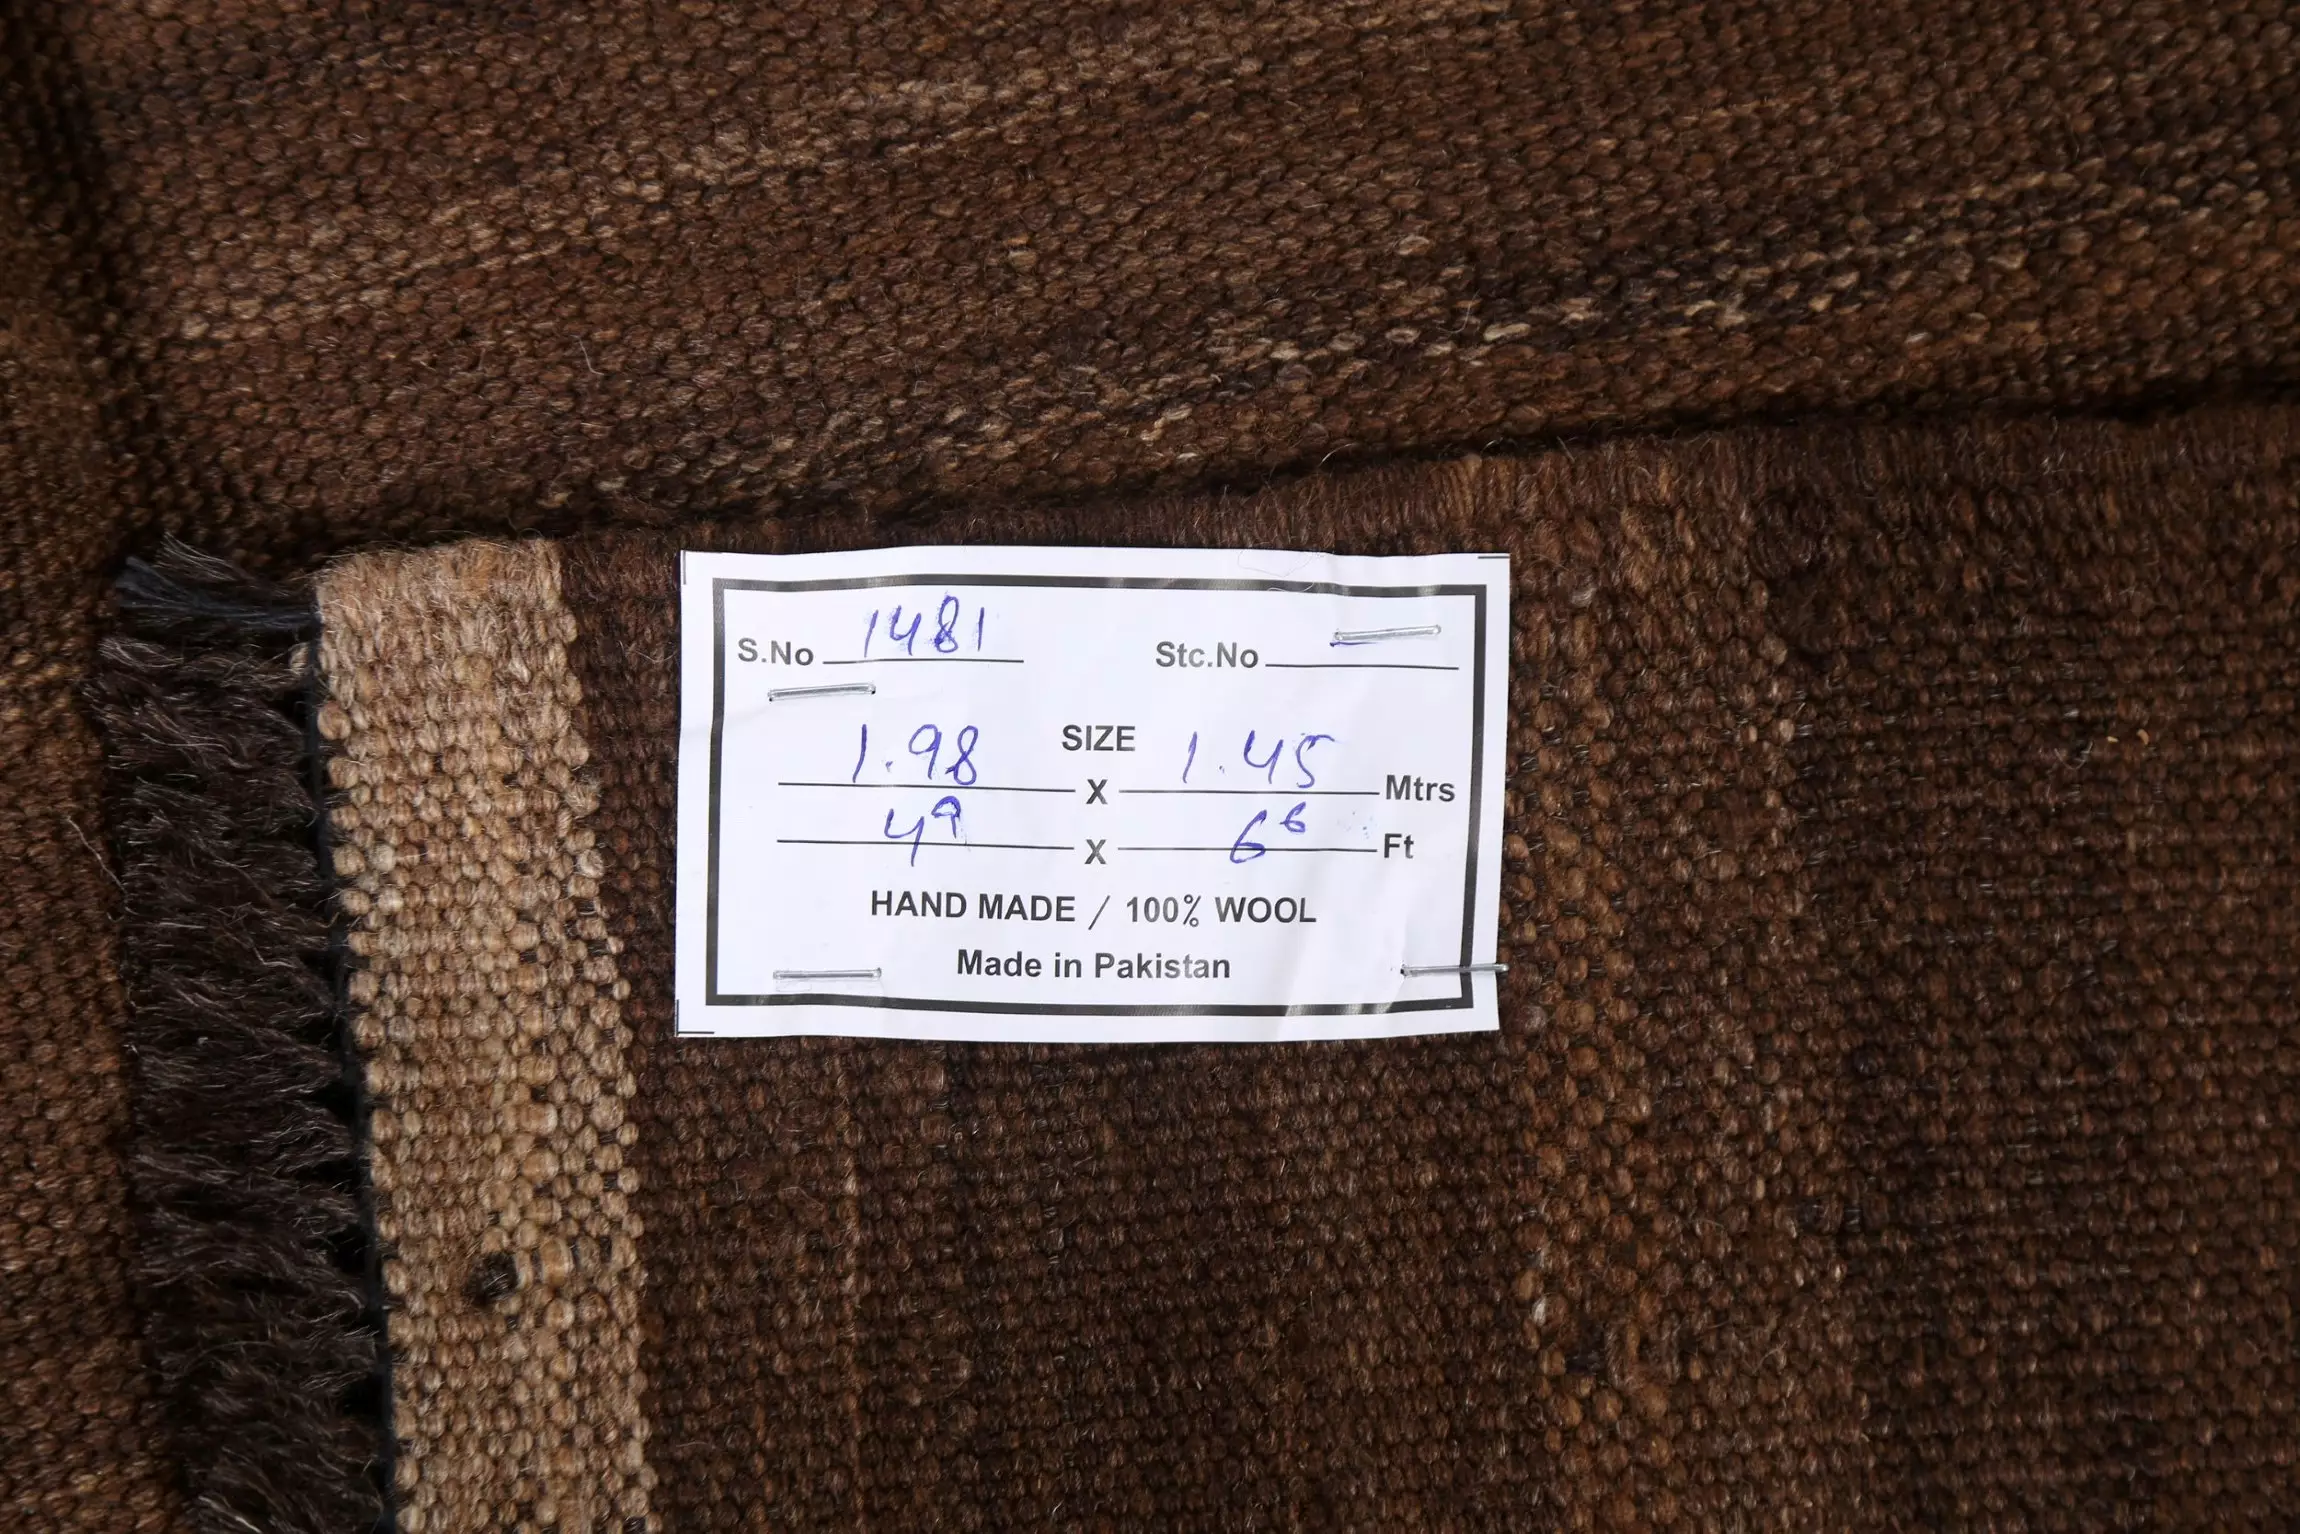 S.No 1481 Stc.No
SIZE
1.98 X 1.45 Mtrs
4⁹ X 6⁶ Ft
HAND MADE / 100% WOOL
Made in Pakistan